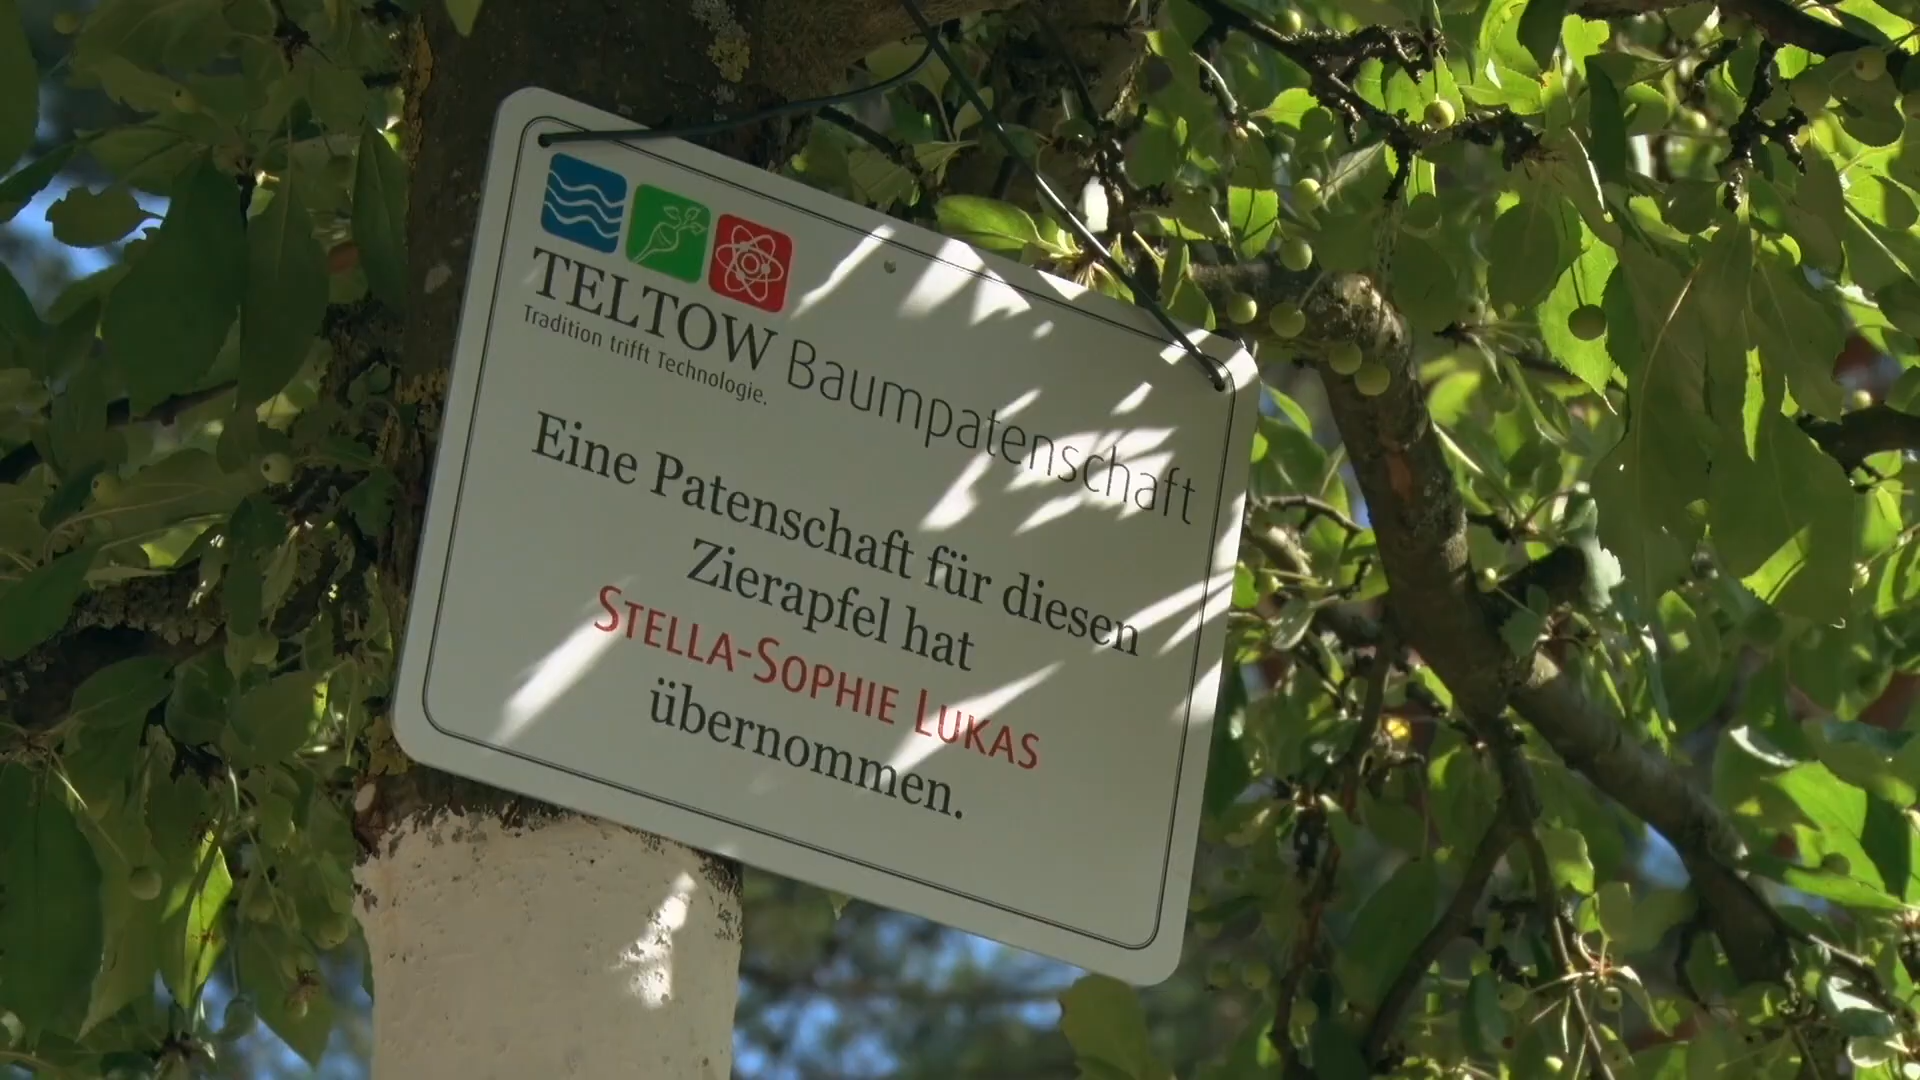 TELTOW Baumpatenschaft
Tradition trifft Technologie.
Eine Patenschaft für diesen
Zierapfel hat
STELLA-SOPHIE LUKAS
übernommen.